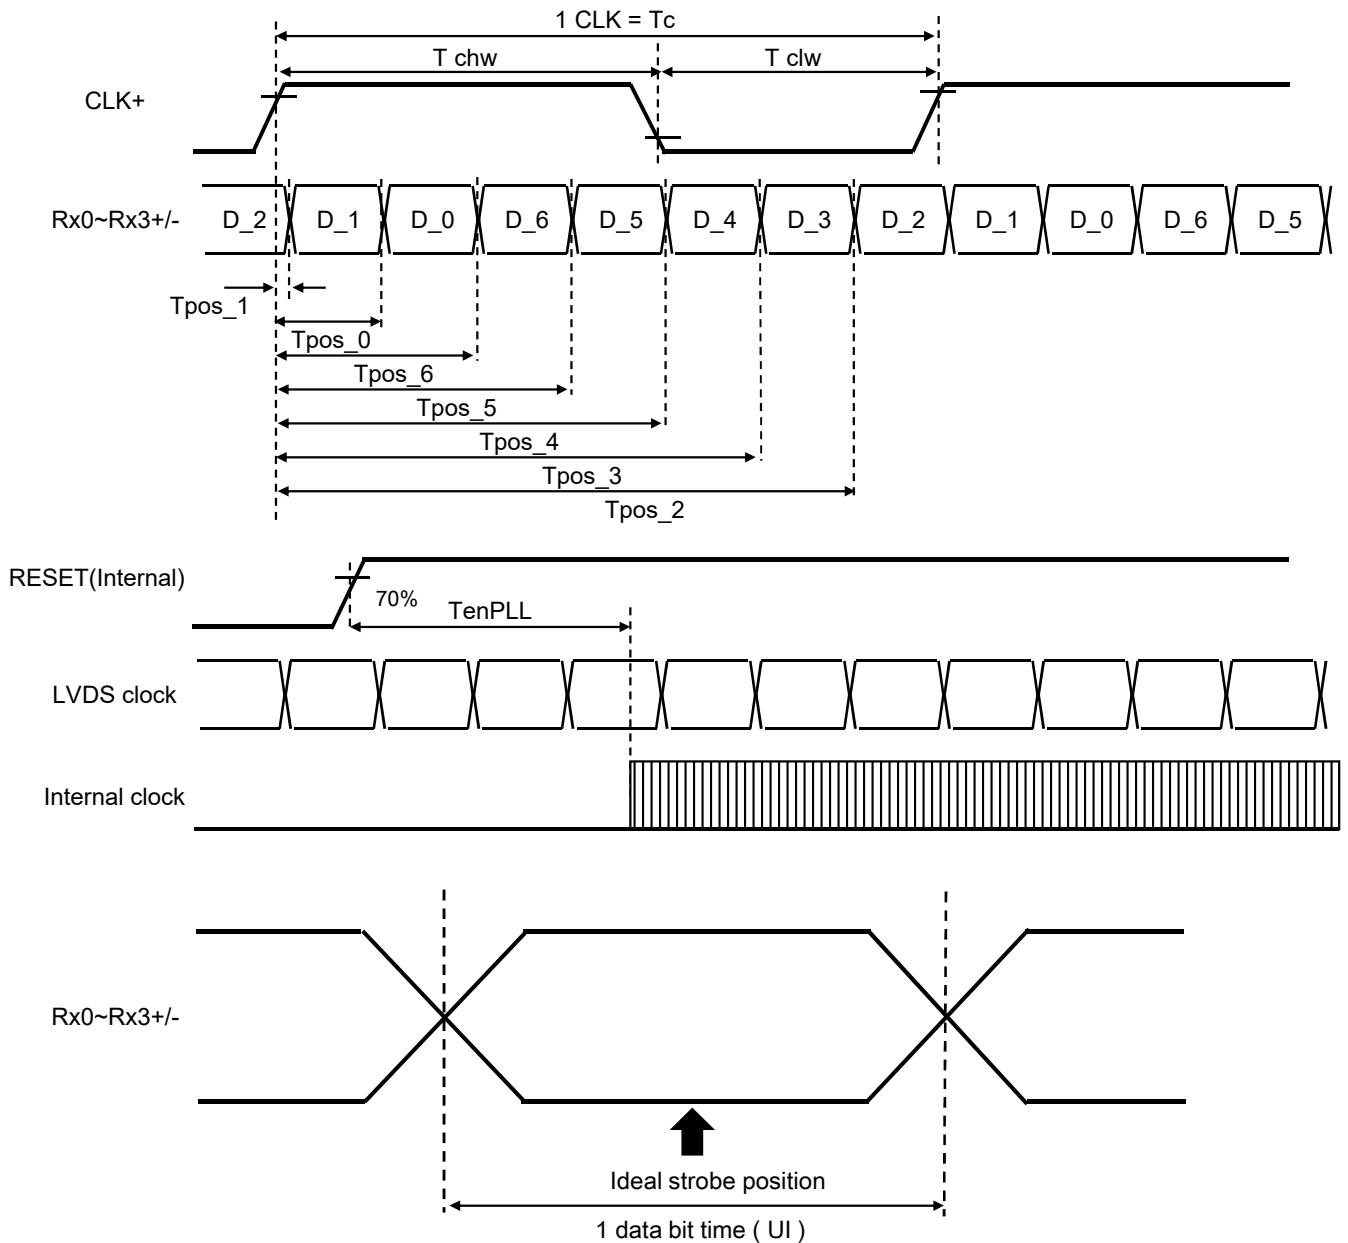 1 CLK = Tc
T chw T clw
CLK+
Rx0~Rx3+/- D_2 D_1 D_0 D_6 D_5 D_4 D_3 D_2 D_1 D_0 D_6 D_5
Tpos_1
Tpos_0
Tpos_6
Tpos_5
Tpos_4
Tpos_3
Tpos_2
RESET(Internal)
70%
TenPLL
LVDS clock
Internal clock
Rx0~Rx3+/-
Ideal strobe position
1 data bit time ( UI )